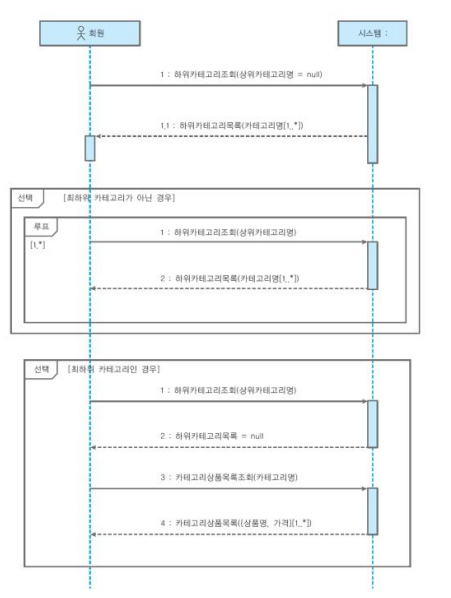 회원
시스템 :
1 : 하위카테고리조회(상위카테고리명 = null)
1.1 : 하위카테고리목록(카테고리명[1..*])
선택 [최하위 카테고리가 아닌 경우]
루프
1 : 하위카테고리조회(상위카테고리명)
[1..*]
2 : 하위카테고리목록(카테고리명[1..*])
선택 [최하위 카테고리인 경우]
1 : 하위카테고리조회(상위카테고리명)
2 : 하위카테고리목록 = null
3 : 카테고리상품목록조회(카테고리명)
4 : 카테고리상품목록({상품명, 가격}[1..*])